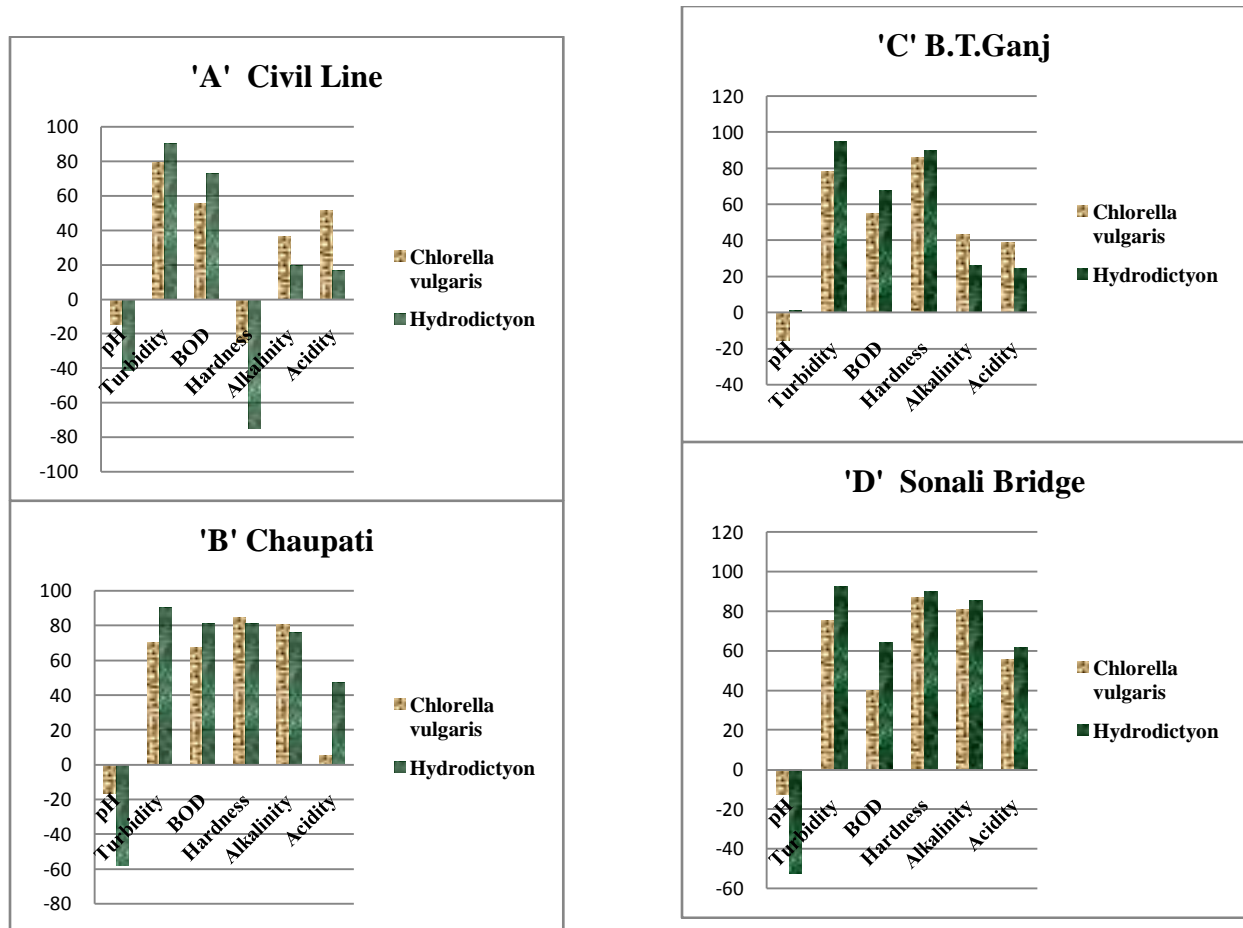 'A' Civil Line
100
80
60
40
20
0
-20
-40
-60
-80
-100
pH
Turbidity
BOD
Hardness
Alkalinity
Acidity
Chlorella
vulgaris
Hydrodictyon
'B' Chaupati
100
80
60
40
20
0
-20
-40
-60
-80
pH
Turbidity
BOD
Hardness
Alkalinity
Acidity
Chlorella
vulgaris
Hydrodictyon
'C' B.T.Ganj
120
100
80
60
40
20
0
-20
-40
pH
Turbidity
BOD
Hardness
Alkalinity
Acidity
Chlorella
vulgaris
Hydrodictyon
'D' Sonali Bridge
120
100
80
60
40
20
0
-20
-40
-60
pH
Turbidity
BOD
Hardness
Alkalinity
Acidity
Chlorella
vulgaris
Hydrodictyon